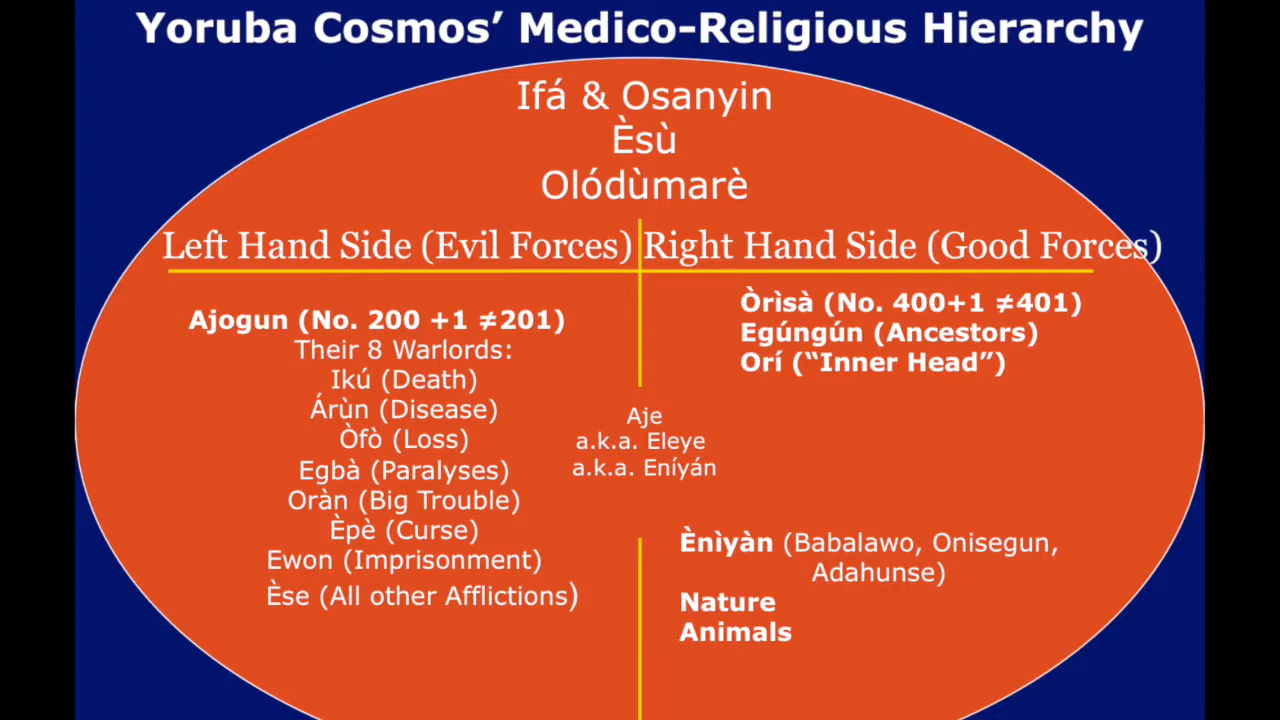 Yoruba Cosmos’ Medico-Religious Hierarchy
Ifá & Osanyin
Èsù
Olódùmarè
Left Hand Side (Evil Forces)
Right Hand Side (Good Forces)
Ajogun (No. 200 +1 ≠201)
Their 8 Warlords:
Ikú (Death)
Árùn (Disease)
Òfò (Loss)
Egbà (Paralyses)
Oràn (Big Trouble)
Èpè (Curse)
Ewon (Imprisonment)
Èse (All other Afflictions)
Aje
a.k.a. Eleye
a.k.a. Eníyán
Òrìsà (No. 400+1 ≠401)
Egúngún (Ancestors)
Orí (“Inner Head”)
Ènìyàn (Babalawo, Onisegun,
Adahunse)
Nature
Animals